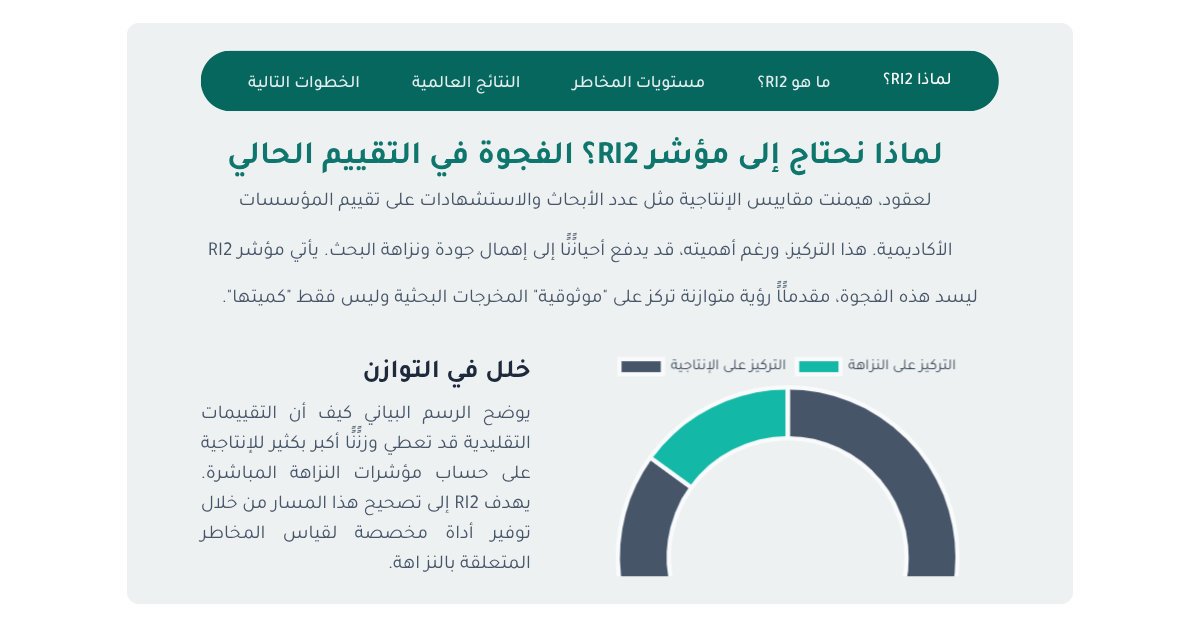 لماذا RI2؟
ما هو RI2؟
مستويات المخاطر
النتائج العالمية
الخطوات التالية
لماذا نحتاج إلى مؤشر RI2؟ الفجوة في التقييم الحالي
لعقود، هيمنت مقاييس الإنتاجية مثل عدد الأبحاث والاستشهادات على تقييم المؤسسات
الأكاديمية. هذا التركيز، ورغم أهميته، قد يدفع أحيانًا إلى إهمال جودة ونزاهة البحث. يأتي مؤشر RI2
ليسد هذه الفجوة، مقدماً رؤية متوازنة تركز على "موثوقية" المخرجات البحثية وليس فقط "كميتها".
التركيز على النزاهة
التركيز على الإنتاجية
خلل في التوازن
يوضح الرسم البياني كيف أن التقييمات
التقليدية قد تعطي وزنًا أكبر بكثير للإنتاجية
على حساب مؤشرات النزاهة المباشرة.
يهدف RI2 إلى تصحيح هذا المسار من خلال
توفير أداة مخصصة لقياس المخاطر
المتعلقة بالنزاهة.